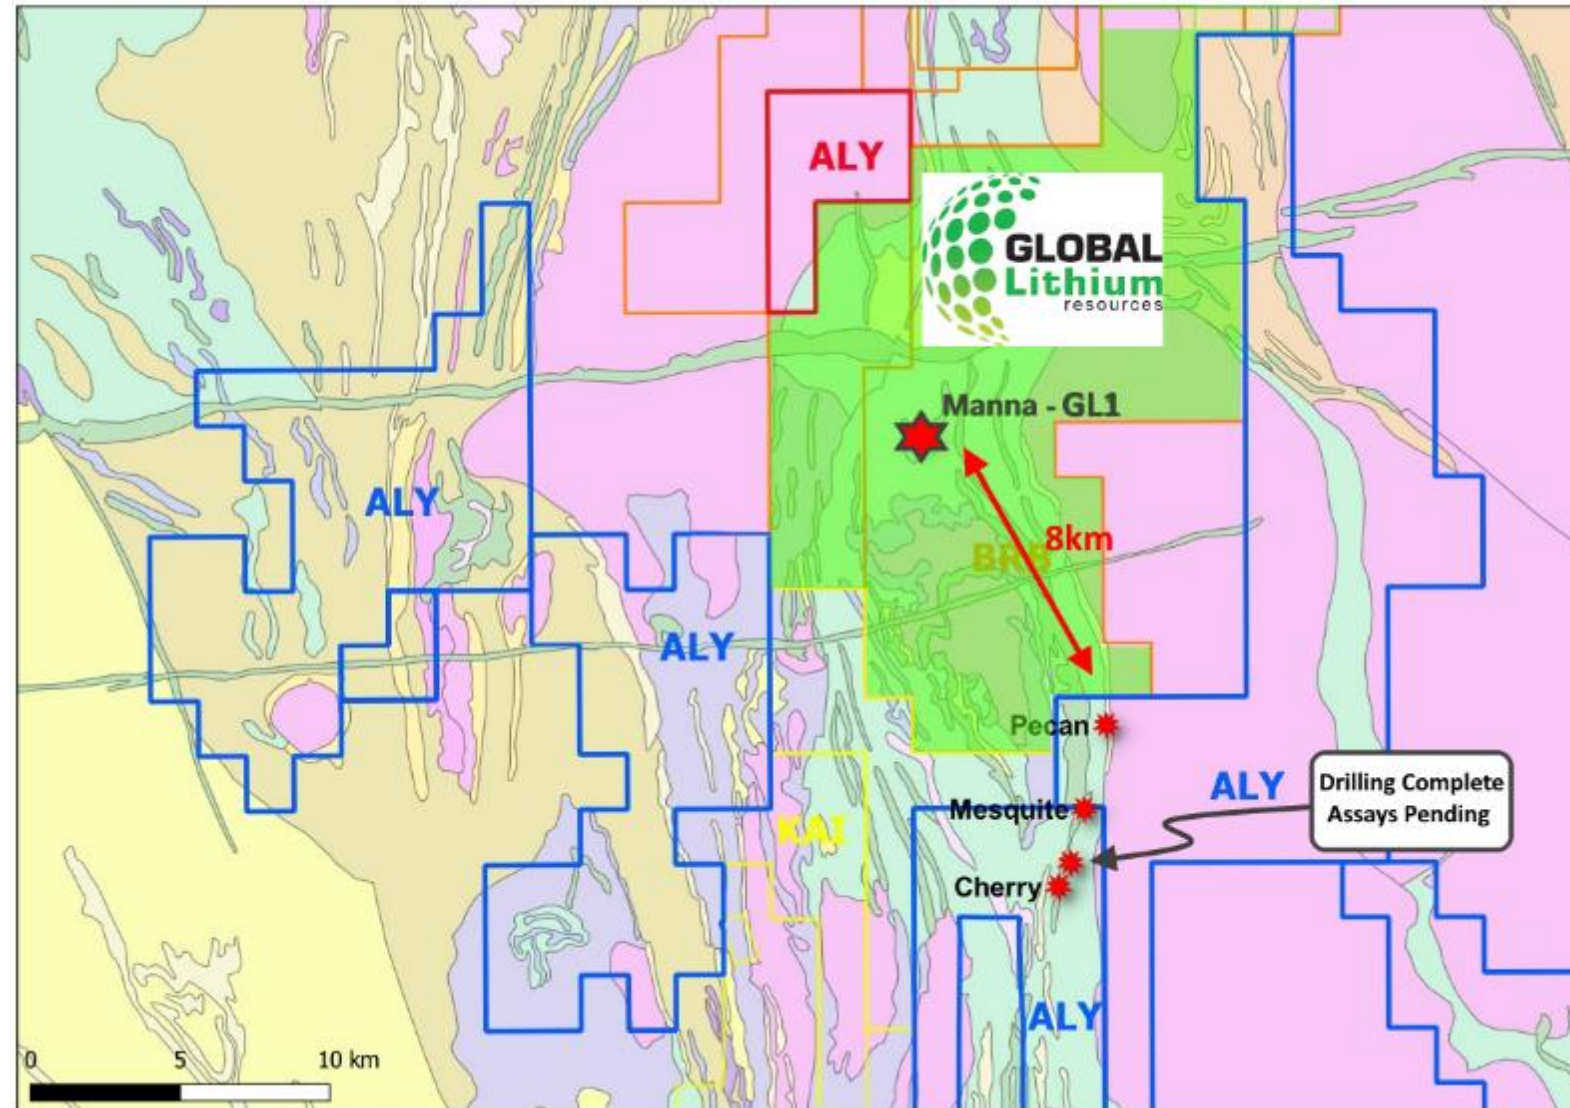 ALY
GLOBAL
Lithium
resources
Manna - GL1
ALY
8km
BRB
ALY
Pecan
ALY
Drilling Complete
Assays Pending
Mesquite
KAI
Cherry
ALY
0 5 10 km